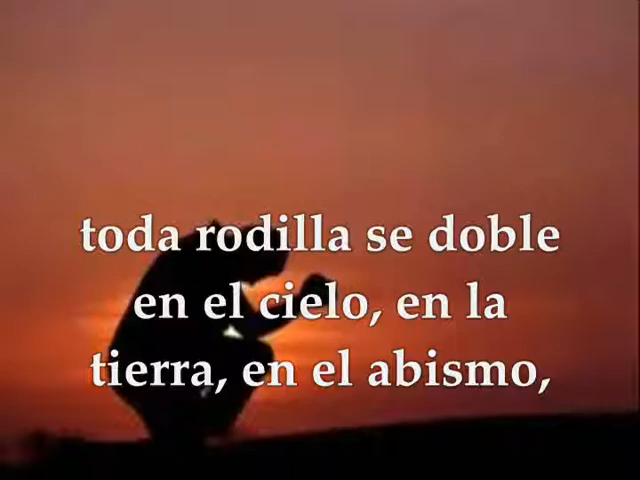 toda rodilla se doble
en el cielo, en la
tierra, en el abismo,